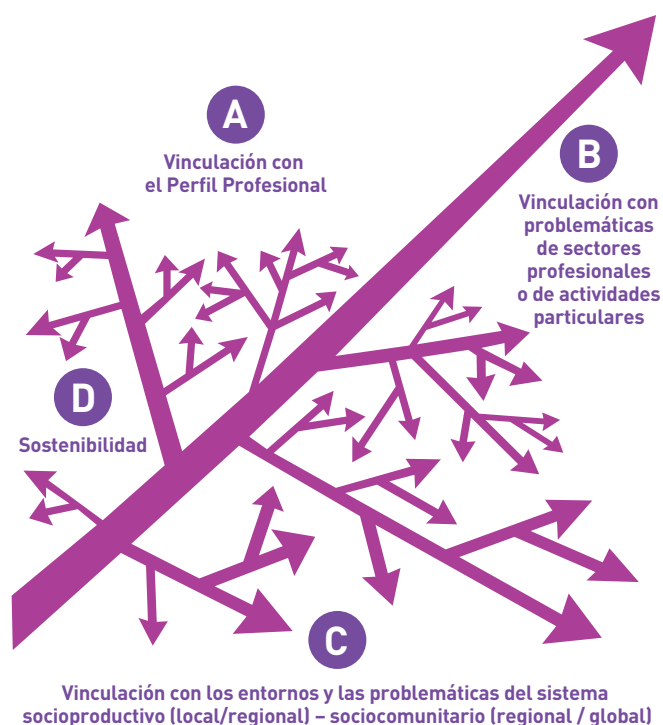 A
Vinculación con
el Perfil Profesional
B
Vinculación con
problemáticas
de sectores
profesionales
o de actividades
particulares
D
Sostenibilidad
C
Vinculación con los entornos y las problemáticas del sistema
socioproductivo (local/regional) – sociocomunitario (regional / global)